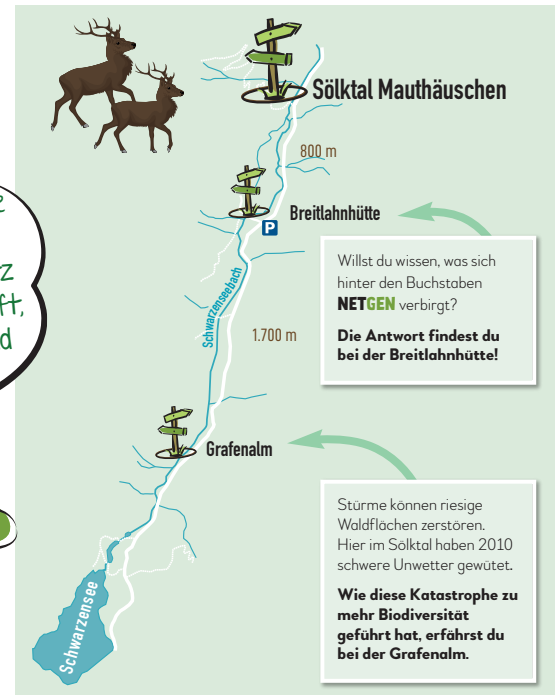 Sölktal Mauthäuschen
800 m
Breitlahnhütte
P
Willst du wissen, was sich
hinter den Buchstaben
NETGEN verbirgt?
Die Antwort findest du
bei der Breitlahnhütte!
Schwarzenseebach
1.700 m
Grafenalm
Stürme können riesige
Waldflächen zerstören.
Hier im Sölktal haben 2010
schwere Unwetter gewütet.
Wie diese Katastrophe zu
mehr Biodiversität
geführt hat, erfährst du
bei der Grafenalm.
Schwarzensee